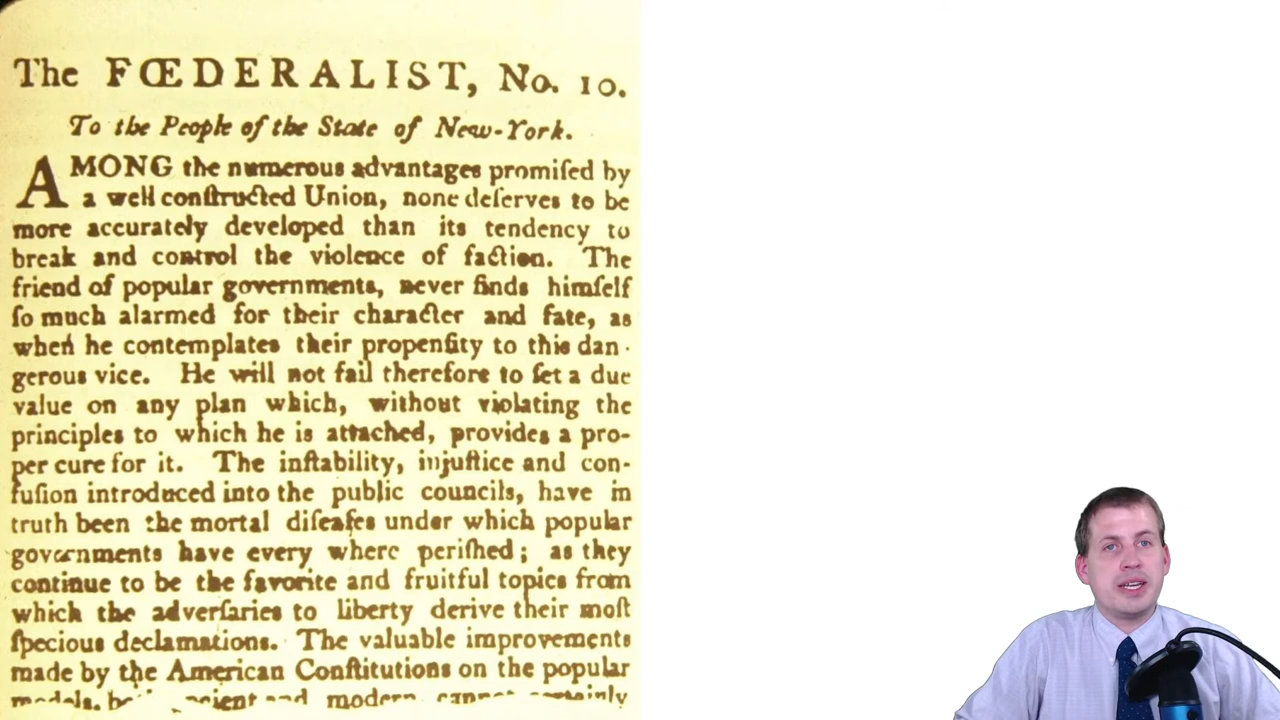 The FŒDERALIST, No. 10.
To the People of the State of New-York.
AMONG the numerous advantages promiſed by
a well conſtructed Union, none deſerves to be
more accurately developed than its tendency to
break and control the violence of faction. The
friend of popular governments, never finds himſelf
ſo much alarmed for their character and fate, as
when he contemplates their propenſity to this dan-
gerous vice. He will not fail therefore to ſet a due
value on any plan which, without violating the
principles to which he is attached, provides a pro-
per cure for it. The inſtability, injuſtice and con-
fuſion introduced into the public councils, have in
truth been the mortal diſeaſes under which popular
governments have every where periſhed; as they
continue to be the favorite and fruitful topics from
which the adverſaries to liberty derive their moſt
ſpecious declamations. The valuable improvements
made by the American Conſtitutions on the popular
models, both ancient and modern cannot certainly